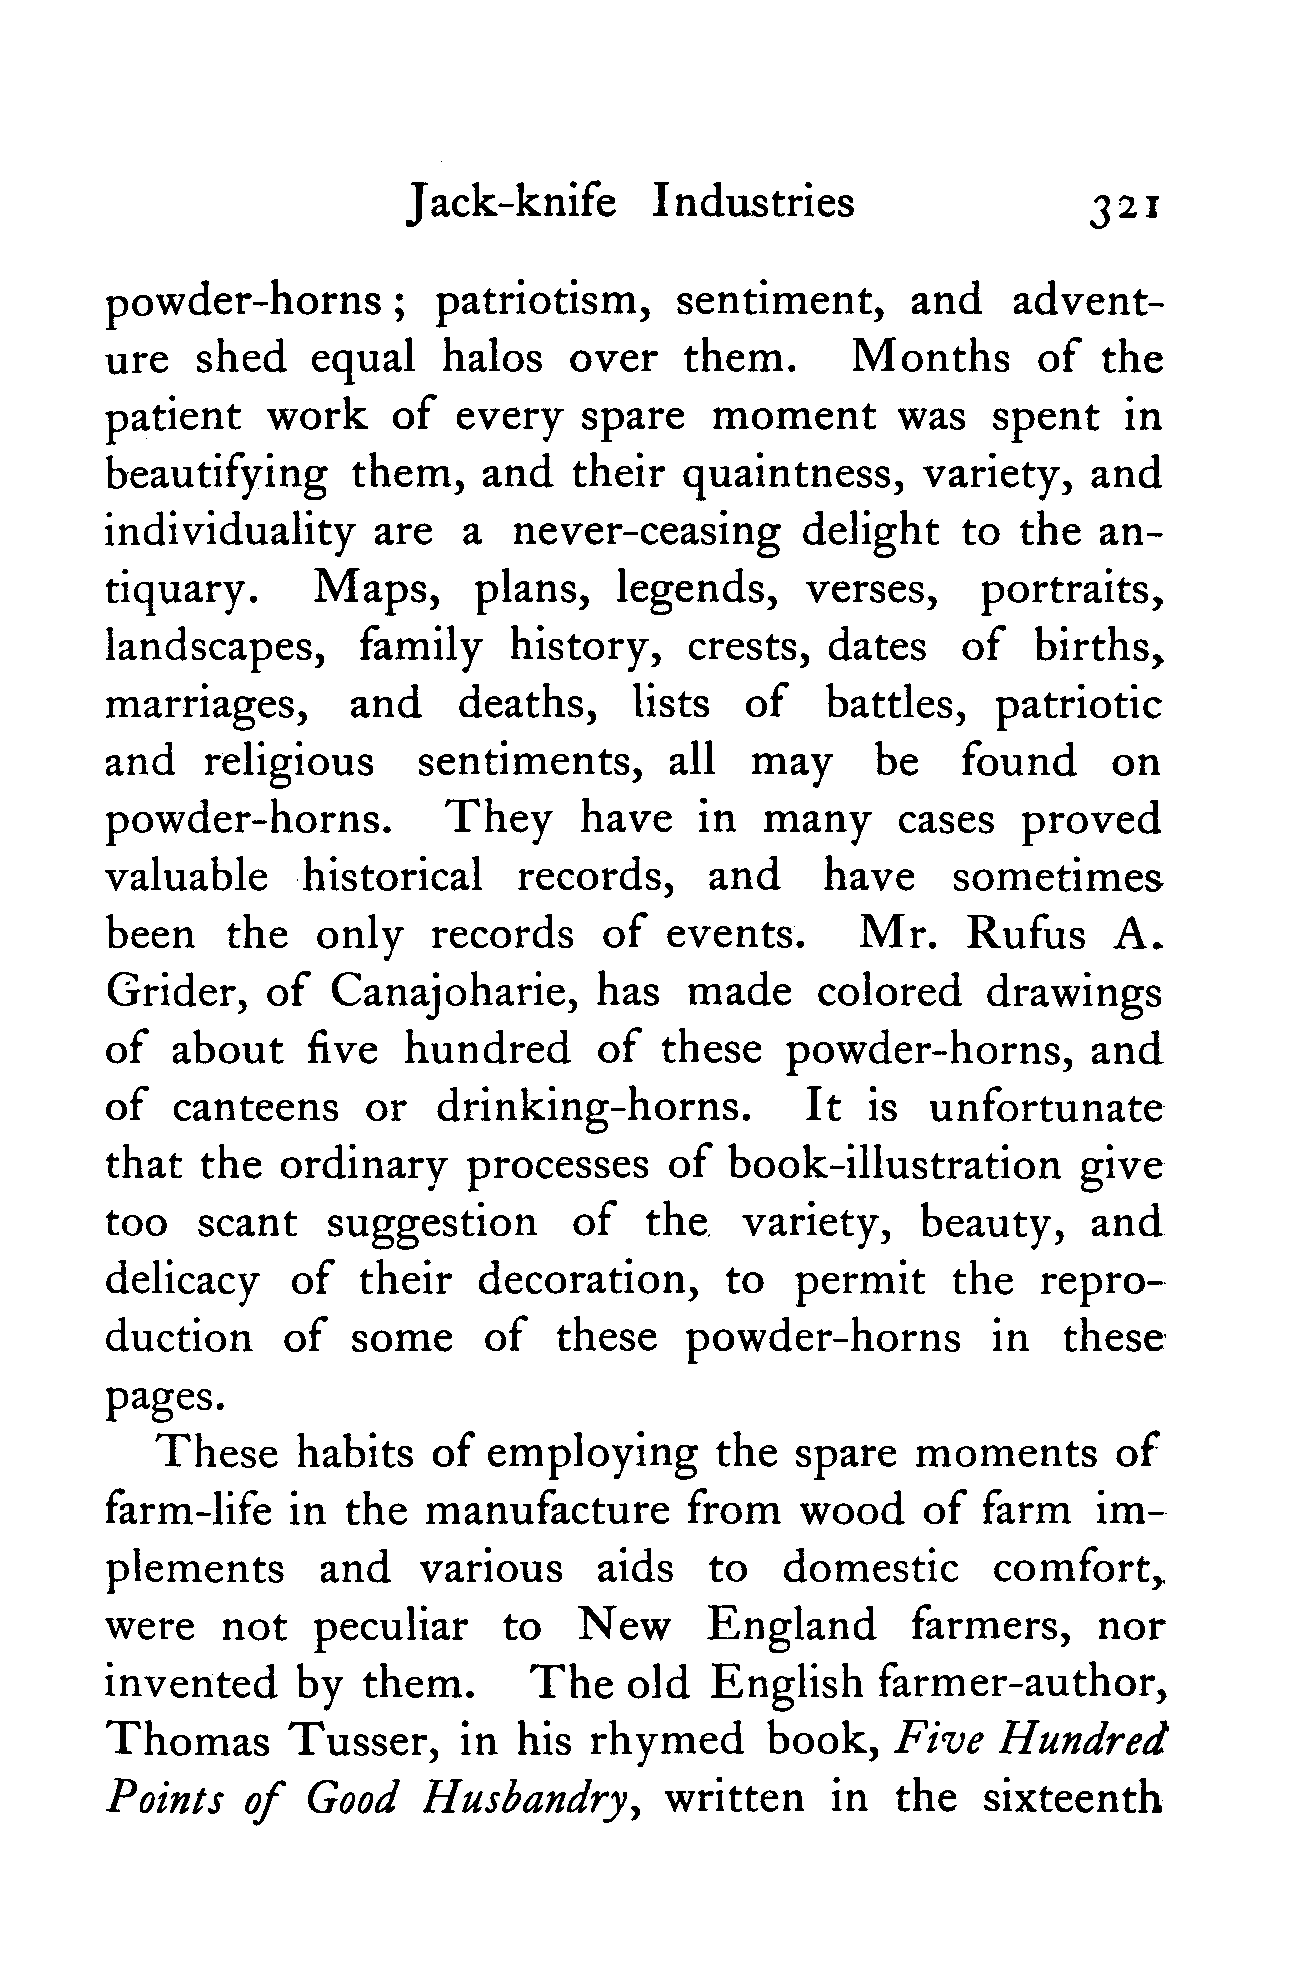 Jack-knife Industries 321
powder-horns ; patriotism, sentiment, and advent-
ure shed equal halos over them. Months of the
patient work of every spare moment was spent in
beautifying them, and their quaintness, variety, and
individuality are a never-ceasing delight to the an-
tiquary. Maps, plans, legends, verses, portraits,
landscapes, family history, crests, dates of births,
marriages, and deaths, lists of battles, patriotic
and religious sentiments, all may be found on
powder-horns. They have in many cases proved
valuable historical records, and have sometimes
been the only records of events. Mr. Rufus A.
Grider, of Canajoharie, has made colored drawings
of about five hundred of these powder-horns, and
of canteens or drinking-horns. It is unfortunate
that the ordinary processes of book-illustration give
too scant suggestion of the variety, beauty, and
delicacy of their decoration, to permit the repro-
duction of some of these powder-horns in these
pages.
These habits of employing the spare moments of
farm-life in the manufacture from wood of farm im-
plements and various aids to domestic comfort,
were not peculiar to New England farmers, nor
invented by them. The old English farmer-author,
Thomas Tusser, in his rhymed book, Five Hundred
Points of Good Husbandry, written in the sixteenth